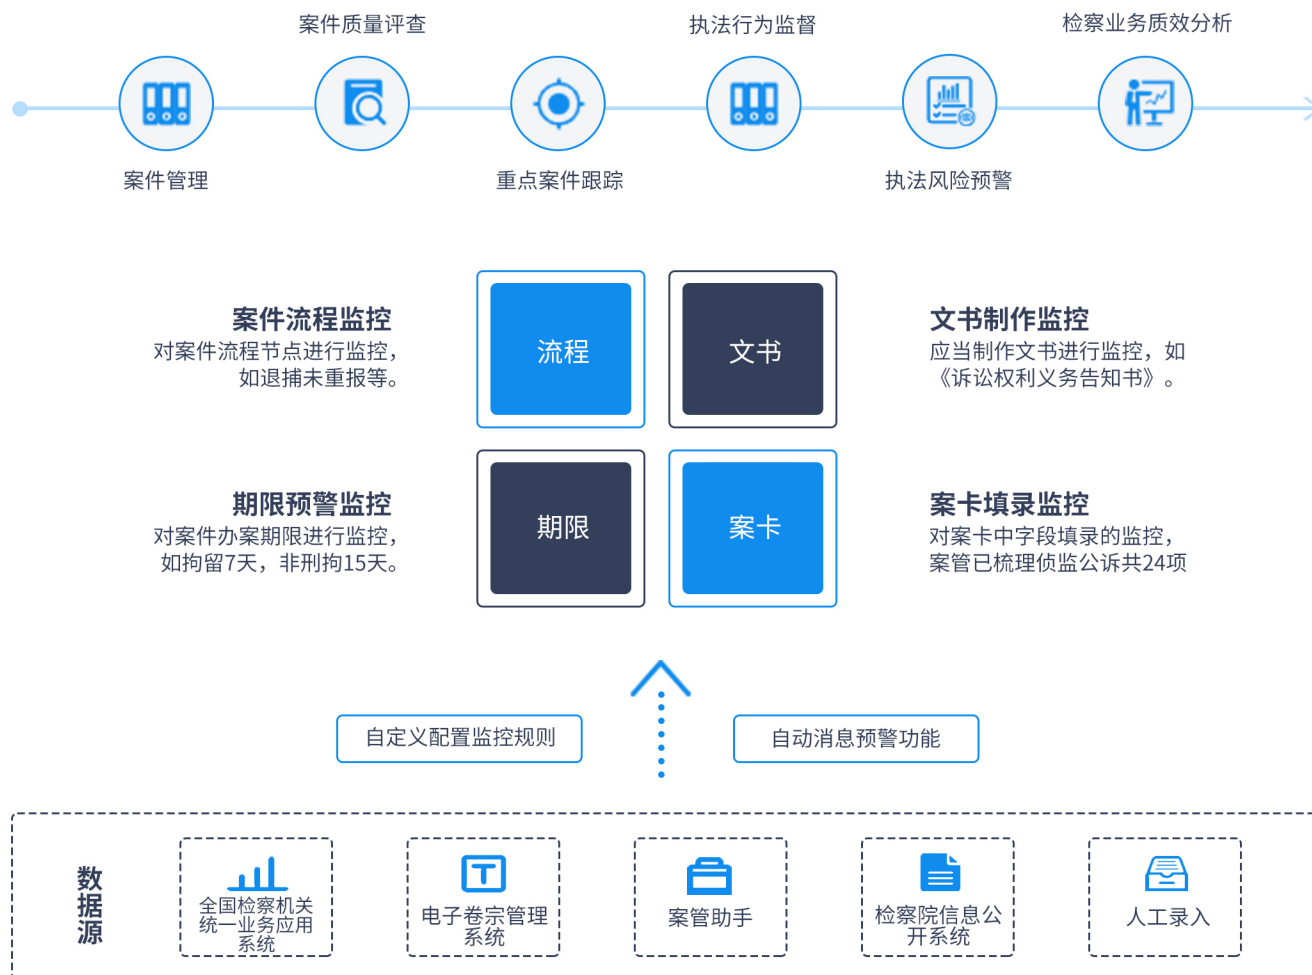 案件质量评查
执法行为监督
检察业务质效分析
案件管理
重点案件跟踪
执法风险预警
案件流程监控
对案件流程节点进行监控，
如退捕未重报等。
流程
文书
文书制作监控
应当制作文书进行监控，如
《诉讼权利义务告知书》。
期限预警监控
对案件办案期限进行监控，
如拘留7天，非刑拘15天。
期限
案卡
案卡填录监控
对案卡中字段填录的监控，
案管已梳理侦监公诉共24项
自定义配置监控规则
自动消息预警功能
数据源
全国检察机关
统一业务应用
系统
电子卷宗管理
系统
案管助手
检察院信息公
开系统
人工录入